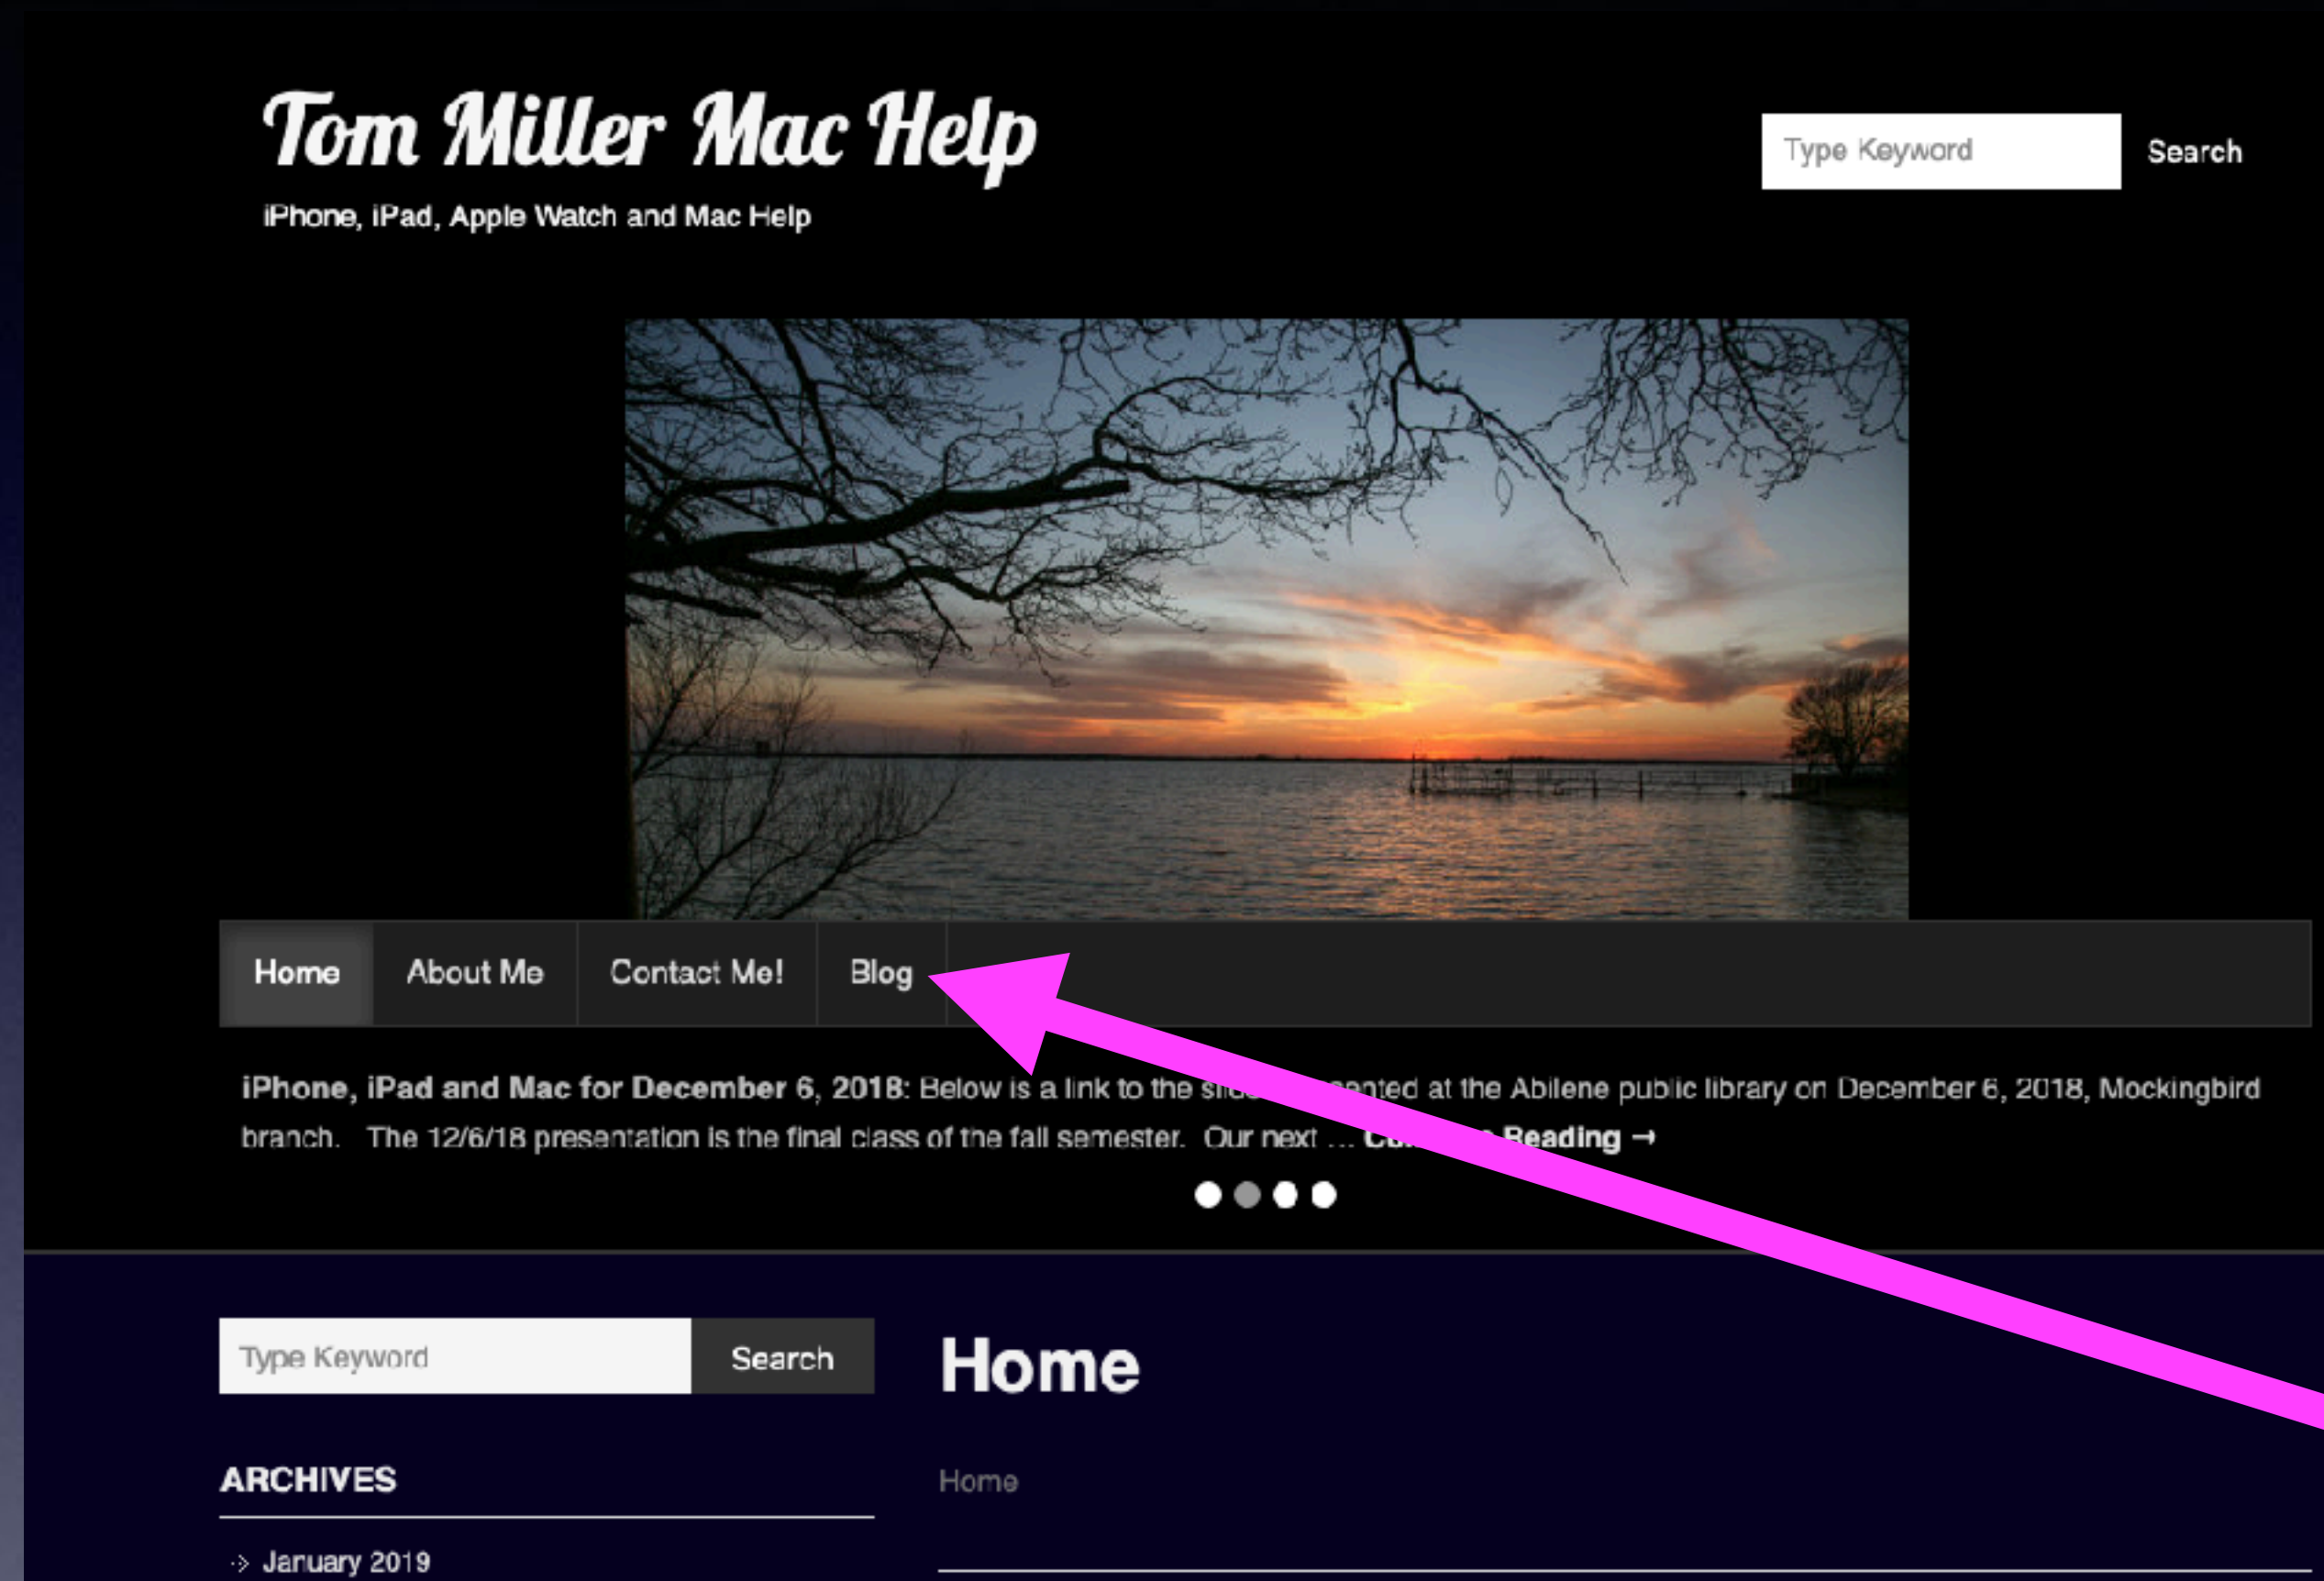 Tom Miller Mac Help
Type Keyword Search
iPhone, iPad, Apple Watch and Mac Help
Home About Me Contact Me! Blog
iPhone, iPad and Mac for December 6, 2018: Below is a link to the at the Abilene public library on December 6, 2018, Mockingbird
branch. The 12/6/18 presentation is the final class of the fall semester. Our next ... Reading →
Type Keyword Search
Home
ARCHIVES
Home
January 2019